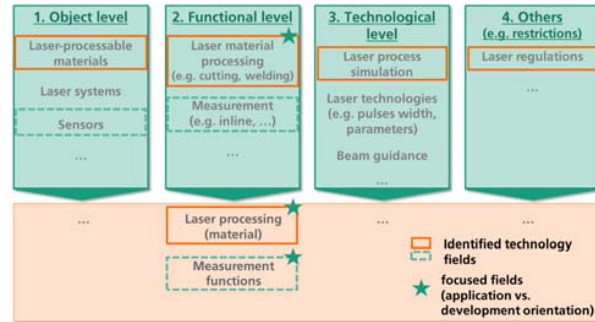 1. Object level
Laser-processable
materials
Laser systems
Sensors
...
2. Functional level
Laser material
processing
(e.g. cutting, welding)
Measurement
(e.g. inline, ...)
...
3. Technological
level
Laser process
simulation
Laser technologies
(e.g. pulses width,
parameters)
Beam guidance
...
4. Others
(e.g. restrictions)
Laser regulations
...
...
Laser processing
(material)
Measurement
functions
...
...
Identified technology
fields
focused fields
(application vs.
development orientation)